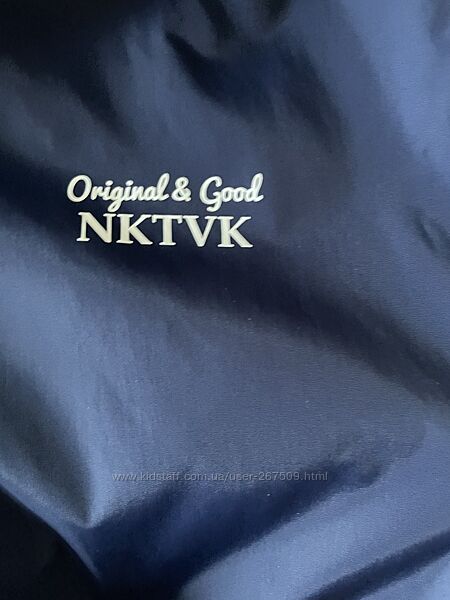 Original & Good
NKTVK
www.kidstaff.com.ua/user-267509.html